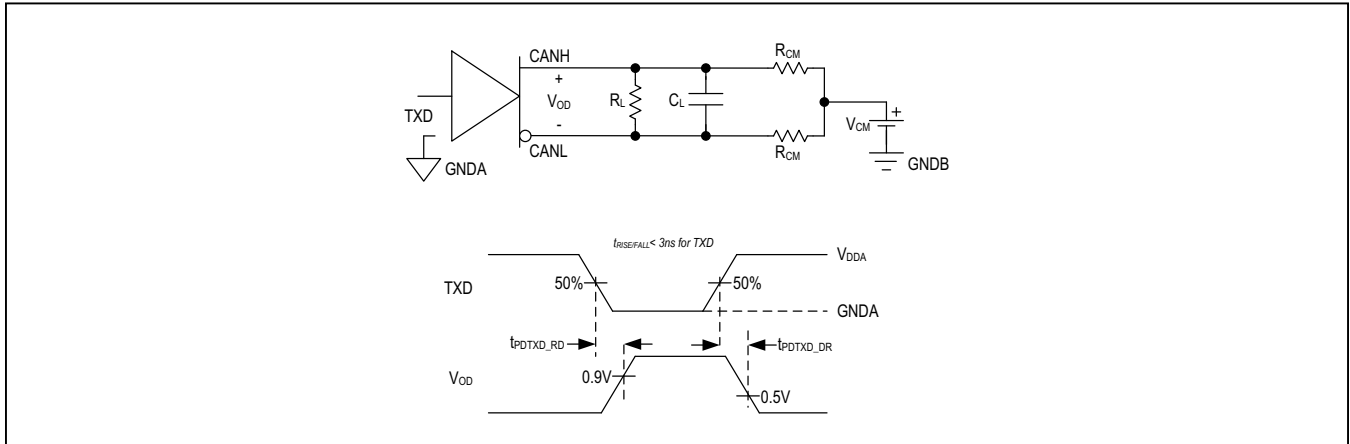 CANH
RCM
+
TXD
VOD
RL
CL
VCM
+
-
CANL
RCM
GNDA
GNDB
tRISE/FALL< 3ns for TXD
VDDA
TXD
50%
50%
GNDA
tPDTXD_RD
tPDTXD_DR
VOD
0.9V
0.5V